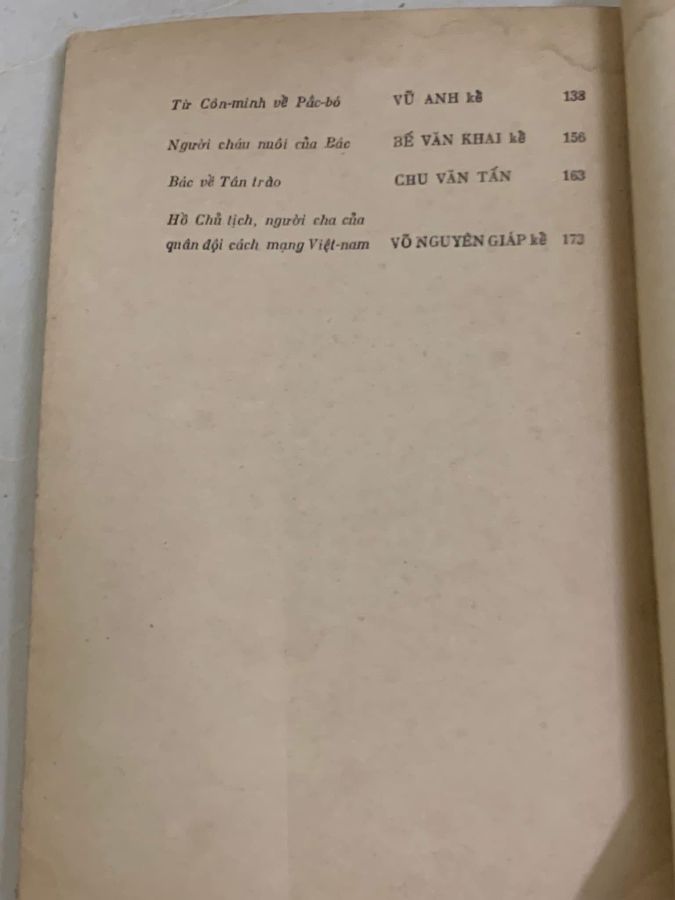 Từ Côn-minh về Pắc-bó VŨ ANH kể 138
Người cháu nuôi của Bác BẾ VĂN KHAI kể 156
Bác về Tân trào CHU VĂN TẤN 163
Hồ Chủ tịch, người cha của
quân đội cách mạng Việt-nam VÕ NGUYÊN GIÁP kể 173